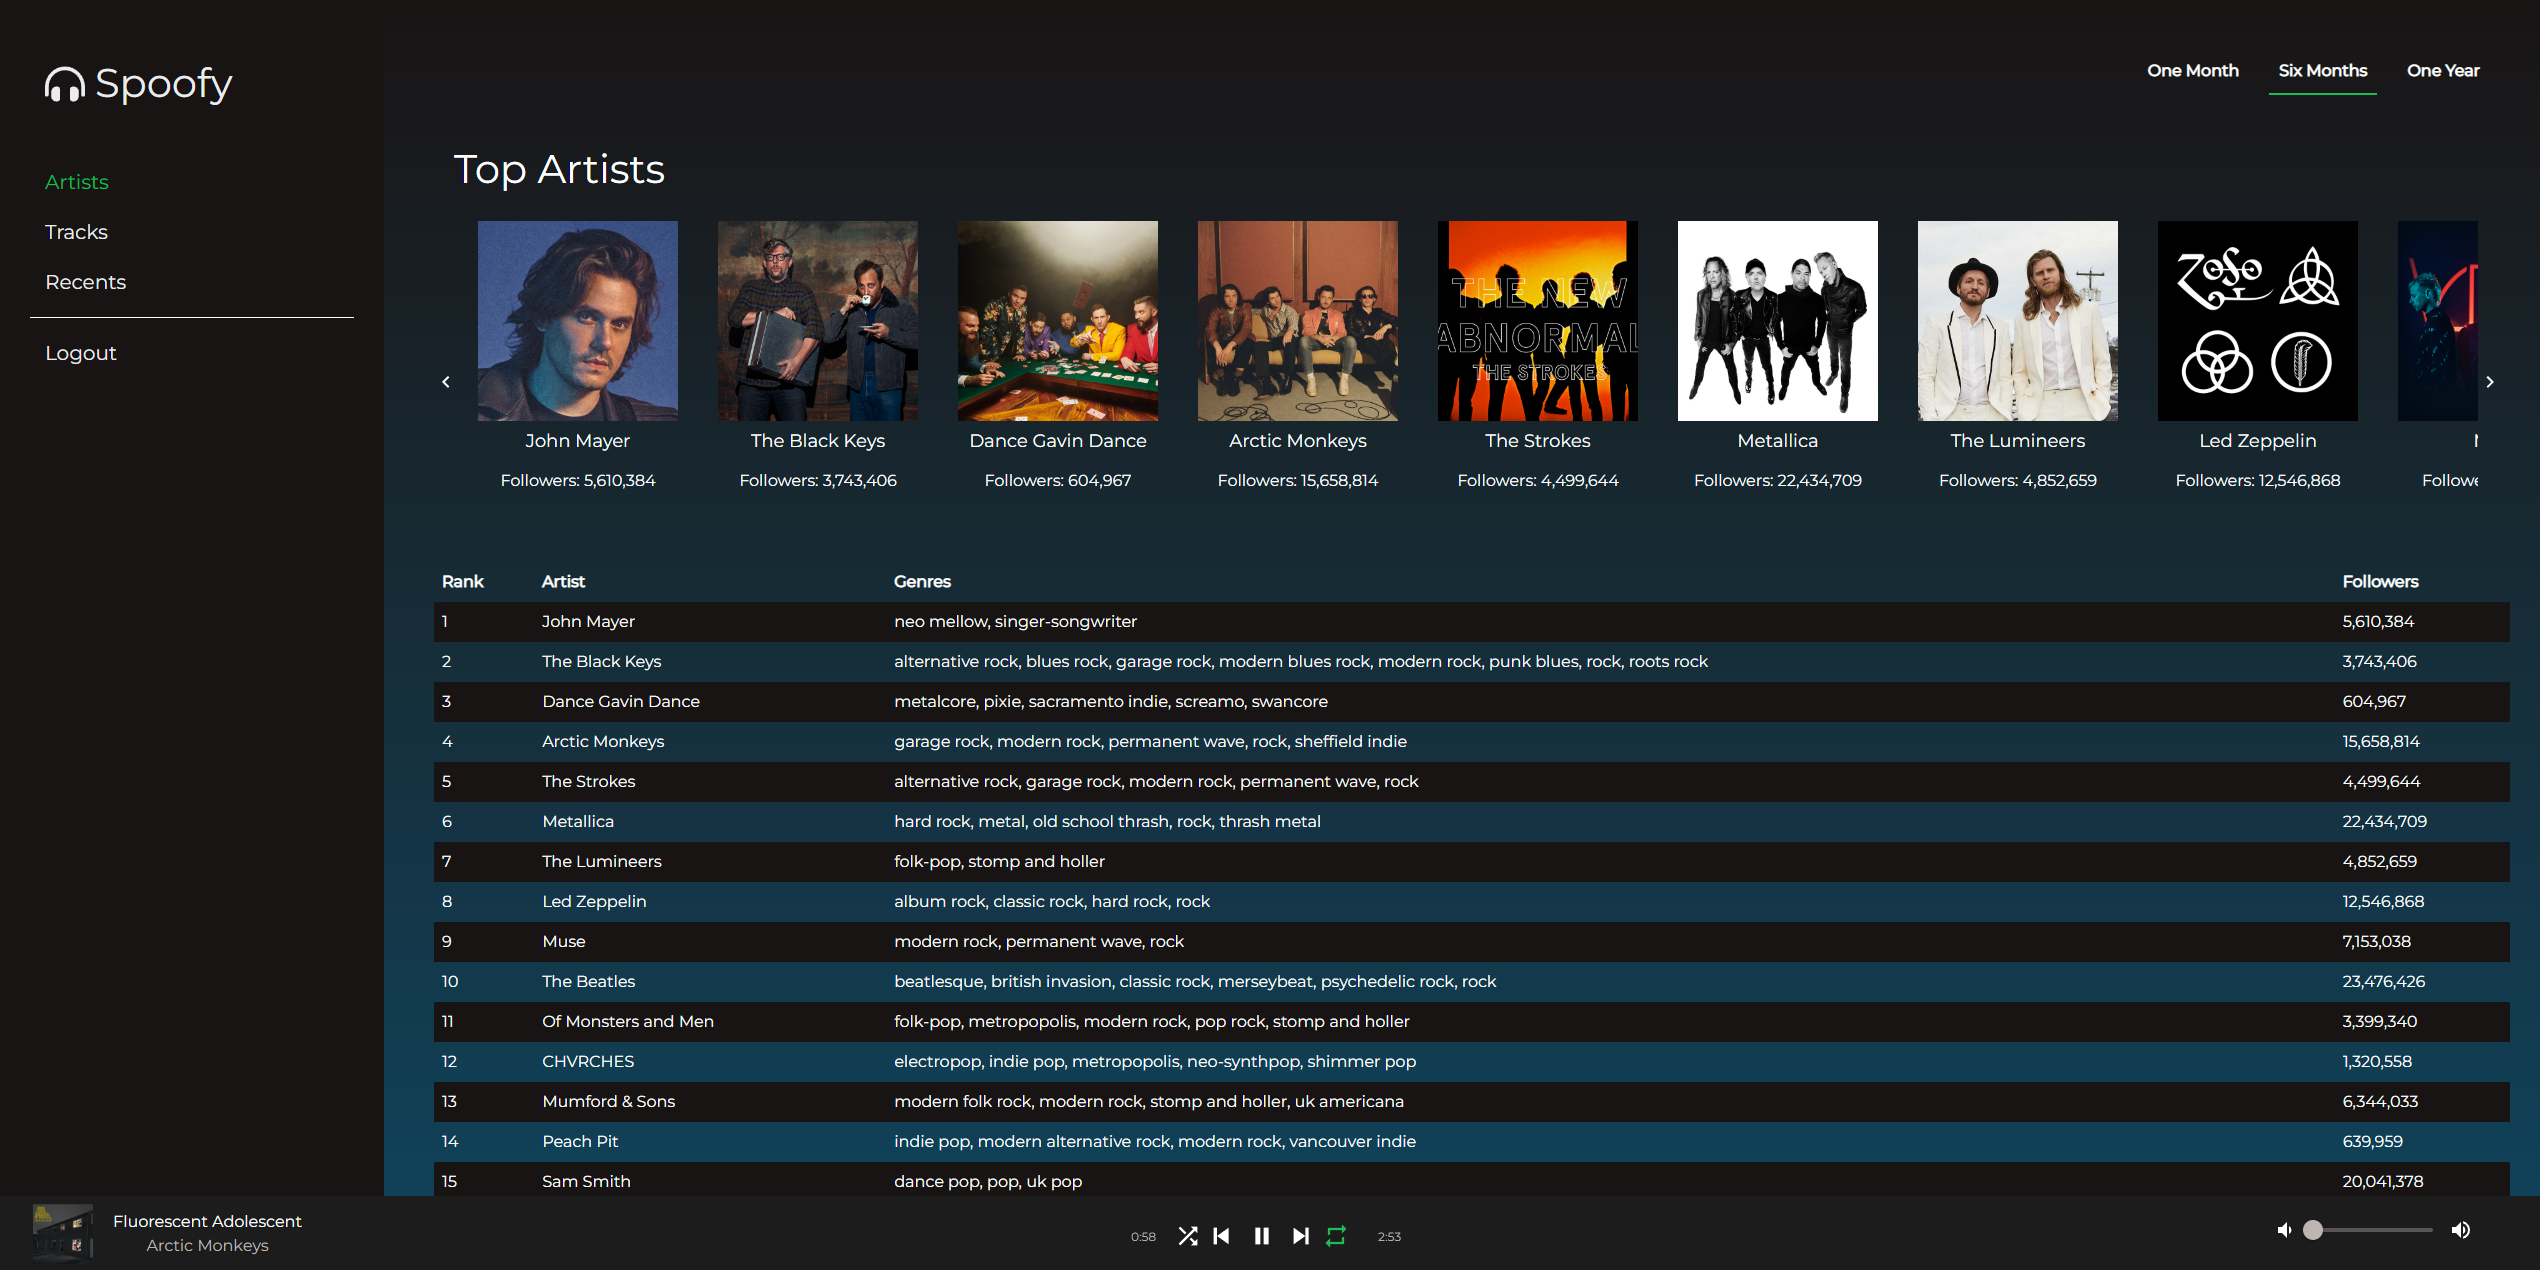 Spoofy
Artists
Tracks
Recents
Logout
One Month Six Months One Year
Top Artists
THE NEW
ABNORMAL
THE STROKES
ZOSO
John Mayer The Black Keys Dance Gavin Dance Arctic Monkeys The Strokes Metallica The Lumineers Led Zeppelin
Followers: 5,610,384 Followers: 3,743,406 Followers: 604,967 Followers: 15,658,814 Followers: 4,499,644 Followers: 22,434,709 Followers: 4,852,659 Followers: 12,546,868
Rank Artist Genres Followers
1 John Mayer neo mellow, singer-songwriter 5,610,384
2 The Black Keys alternative rock, blues rock, garage rock, modern blues rock, modern rock, punk blues, rock, roots rock 3,743,406
3 Dance Gavin Dance metalcore, pixie, sacramento indie, screamo, swancore 604,967
4 Arctic Monkeys garage rock, modern rock, permanent wave, rock, sheffield indie 15,658,814
5 The Strokes alternative rock, garage rock, modern rock, permanent wave, rock 4,499,644
6 Metallica hard rock, metal, old school thrash, rock, thrash metal 22,434,709
7 The Lumineers folk-pop, stomp and holler 4,852,659
8 Led Zeppelin album rock, classic rock, hard rock, rock 12,546,868
9 Muse modern rock, permanent wave, rock 7,153,038
10 The Beatles beatlesque, british invasion, classic rock, merseybeat, psychedelic rock, rock 23,476,426
11 Of Monsters and Men folk-pop, metropopolis, modern rock, pop rock, stomp and holler 3,399,340
12 CHVRCHES electropop, indie pop, metropopolis, neo-synthpop, shimmer pop 1,320,558
13 Mumford & Sons modern folk rock, modern rock, stomp and holler, uk americana 6,344,033
14 Peach Pit indie pop, modern alternative rock, modern rock, vancouver indie 639,959
15 Sam Smith dance pop, pop, uk pop 20,041,378
Fluorescent Adolescent
Arctic Monkeys
0:58 2:53